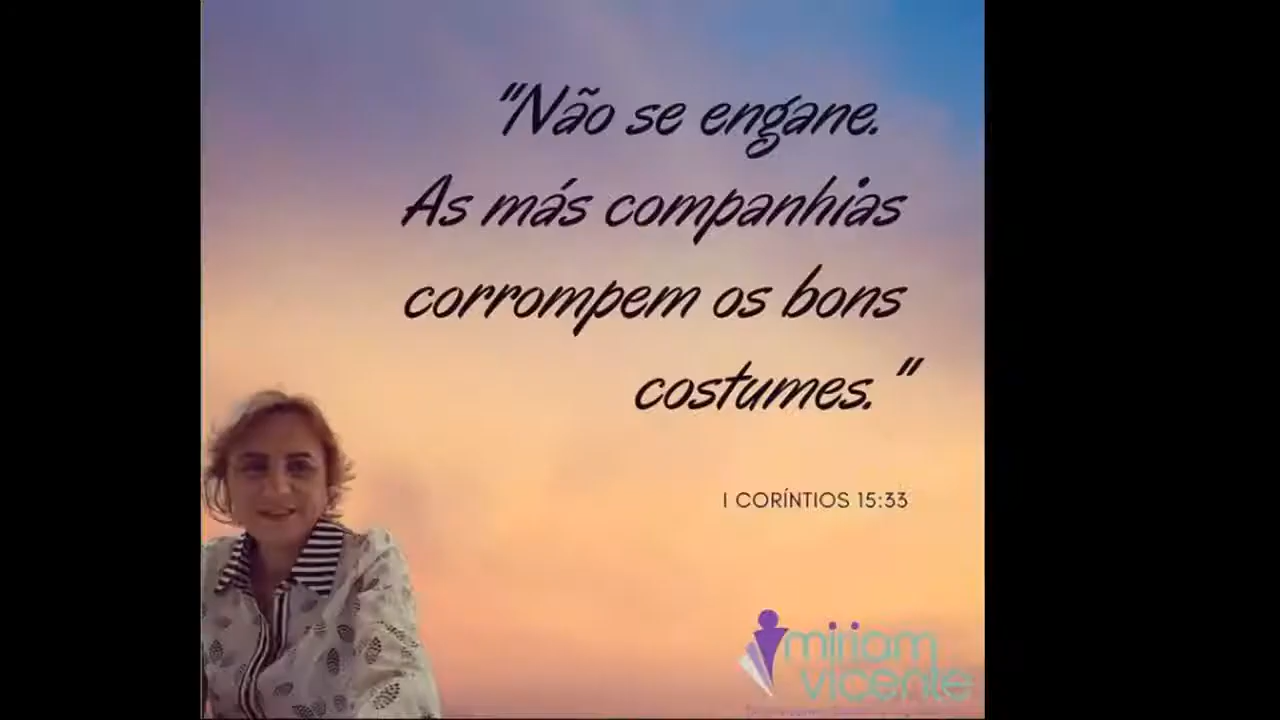 "Não se engane.
As más companhias
corrompem os bons
costumes."
I CORÍNTIOS 15:33
miriam
vicente